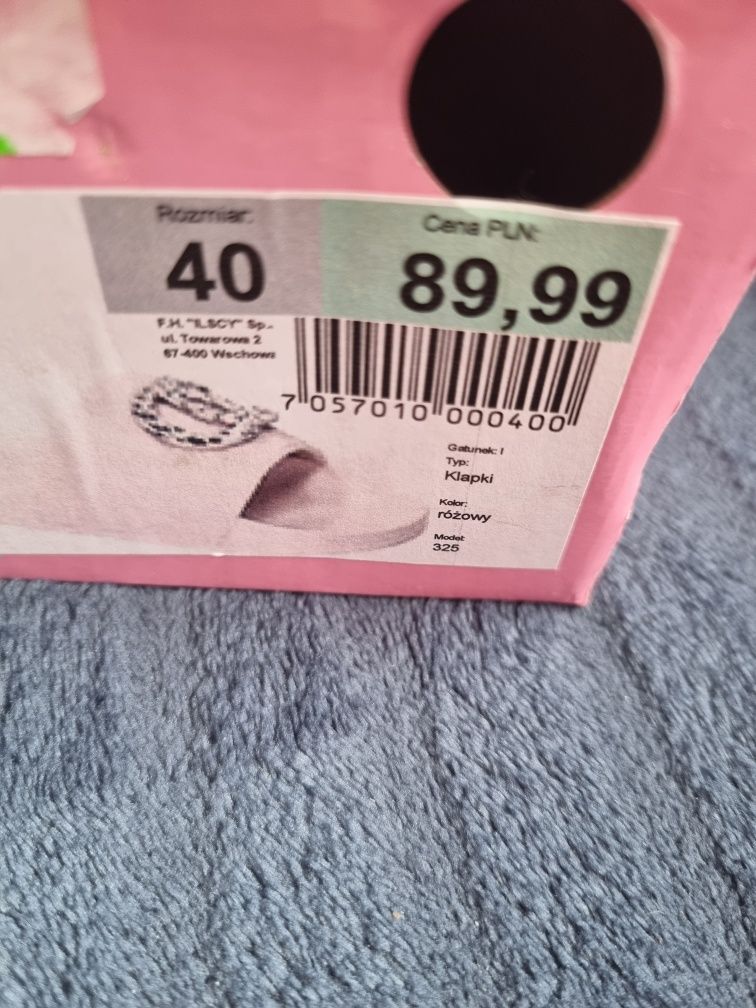 Rozmiar:
40
Cena PLN:
89,99
F.H. "ILSCY" Sp..
ul. Towarowa 2
67-400 Wschowa
7 057010 000400
Gatunek: I
Typ:
Klapki
Kolor:
różowy
Model:
325